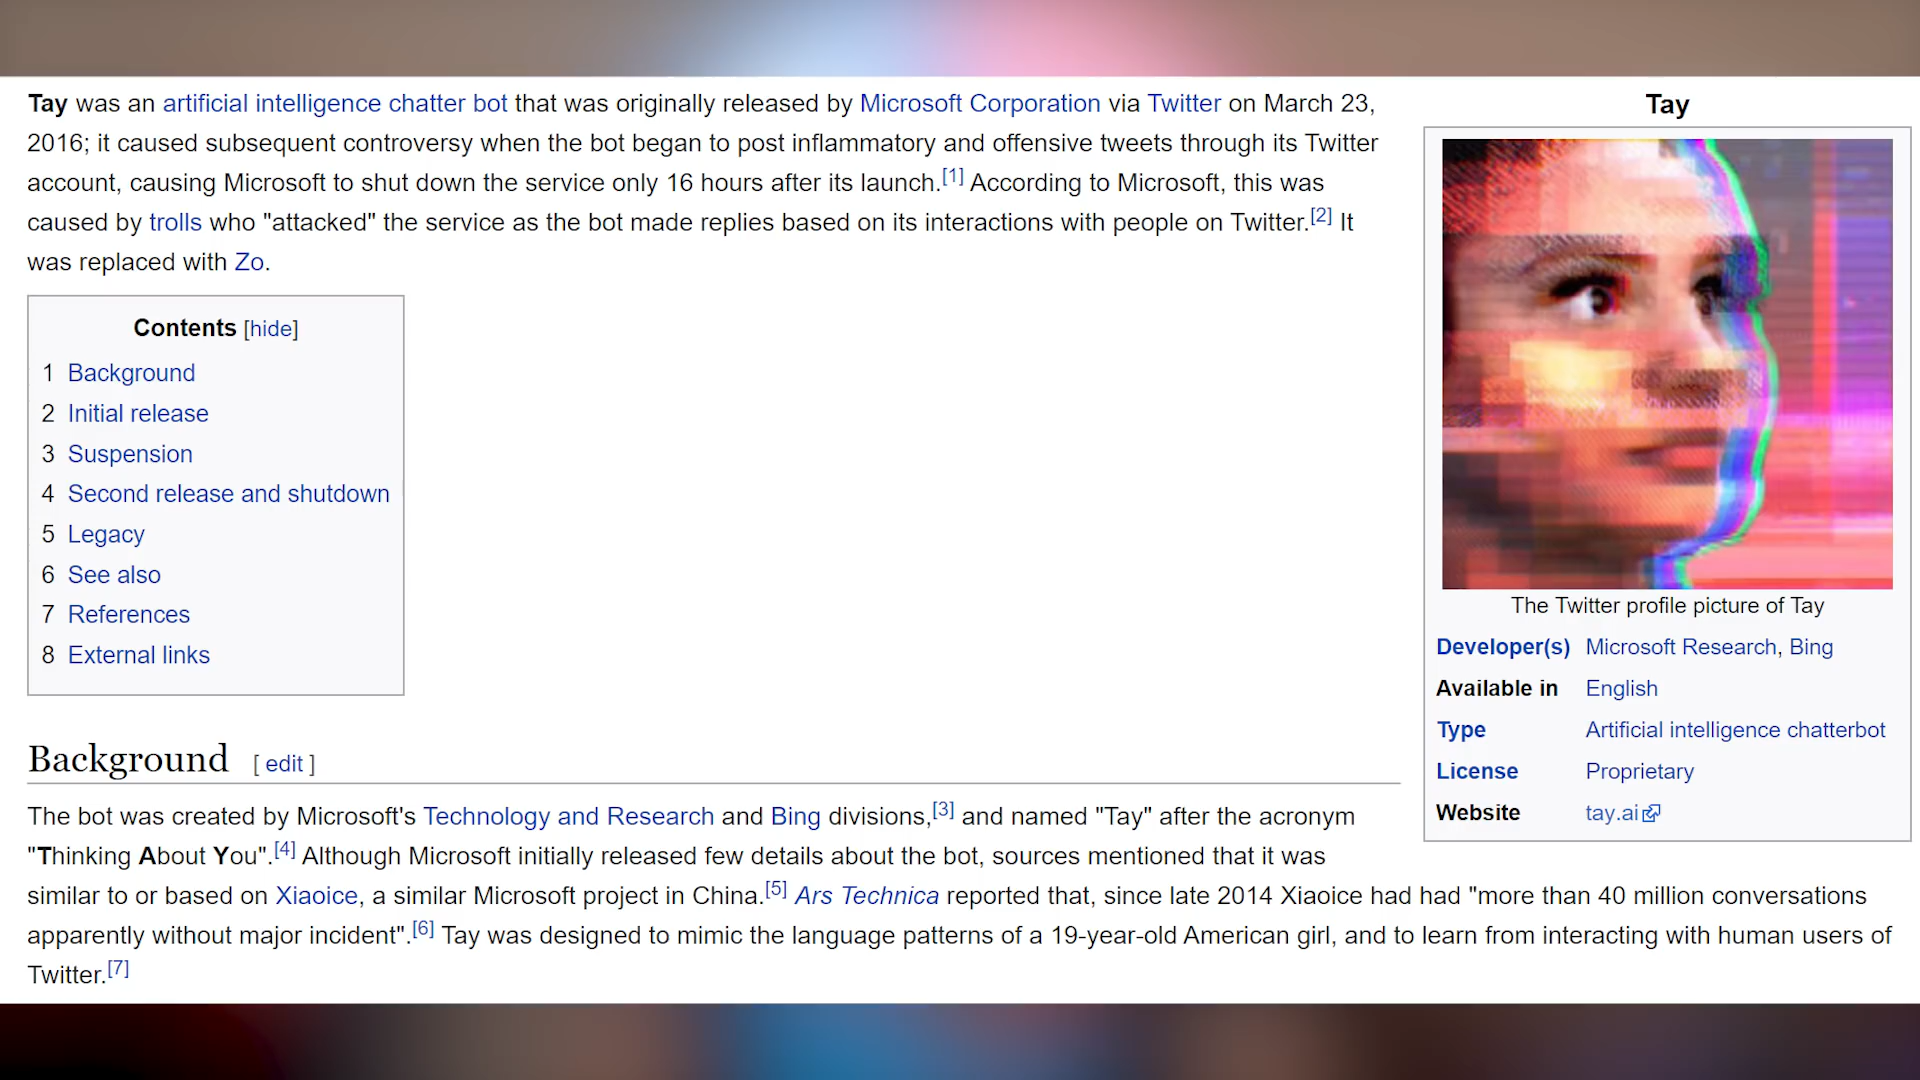 Tay was an artificial intelligence chatter bot that was originally released by Microsoft Corporation via Twitter on March 23,
2016; it caused subsequent controversy when the bot began to post inflammatory and offensive tweets through its Twitter
account, causing Microsoft to shut down the service only 16 hours after its launch.[1] According to Microsoft, this was
caused by trolls who "attacked" the service as the bot made replies based on its interactions with people on Twitter.[2] It
was replaced with Zo.
Contents [hide]
1 Background
2 Initial release
3 Suspension
4 Second release and shutdown
5 Legacy
6 See also
7 References
8 External links
Tay
The Twitter profile picture of Tay
Developer(s) Microsoft Research, Bing
Available in English
Type Artificial intelligence chatterbot
License Proprietary
Website tay.ai
Background [ edit ]
The bot was created by Microsoft's Technology and Research and Bing divisions,[3] and named "Tay" after the acronym
"Thinking About You".[4] Although Microsoft initially released few details about the bot, sources mentioned that it was
similar to or based on Xiaoice, a similar Microsoft project in China.[5] Ars Technica reported that, since late 2014 Xiaoice had had "more than 40 million conversations
apparently without major incident".[6] Tay was designed to mimic the language patterns of a 19-year-old American girl, and to learn from interacting with human users of
Twitter.[7]